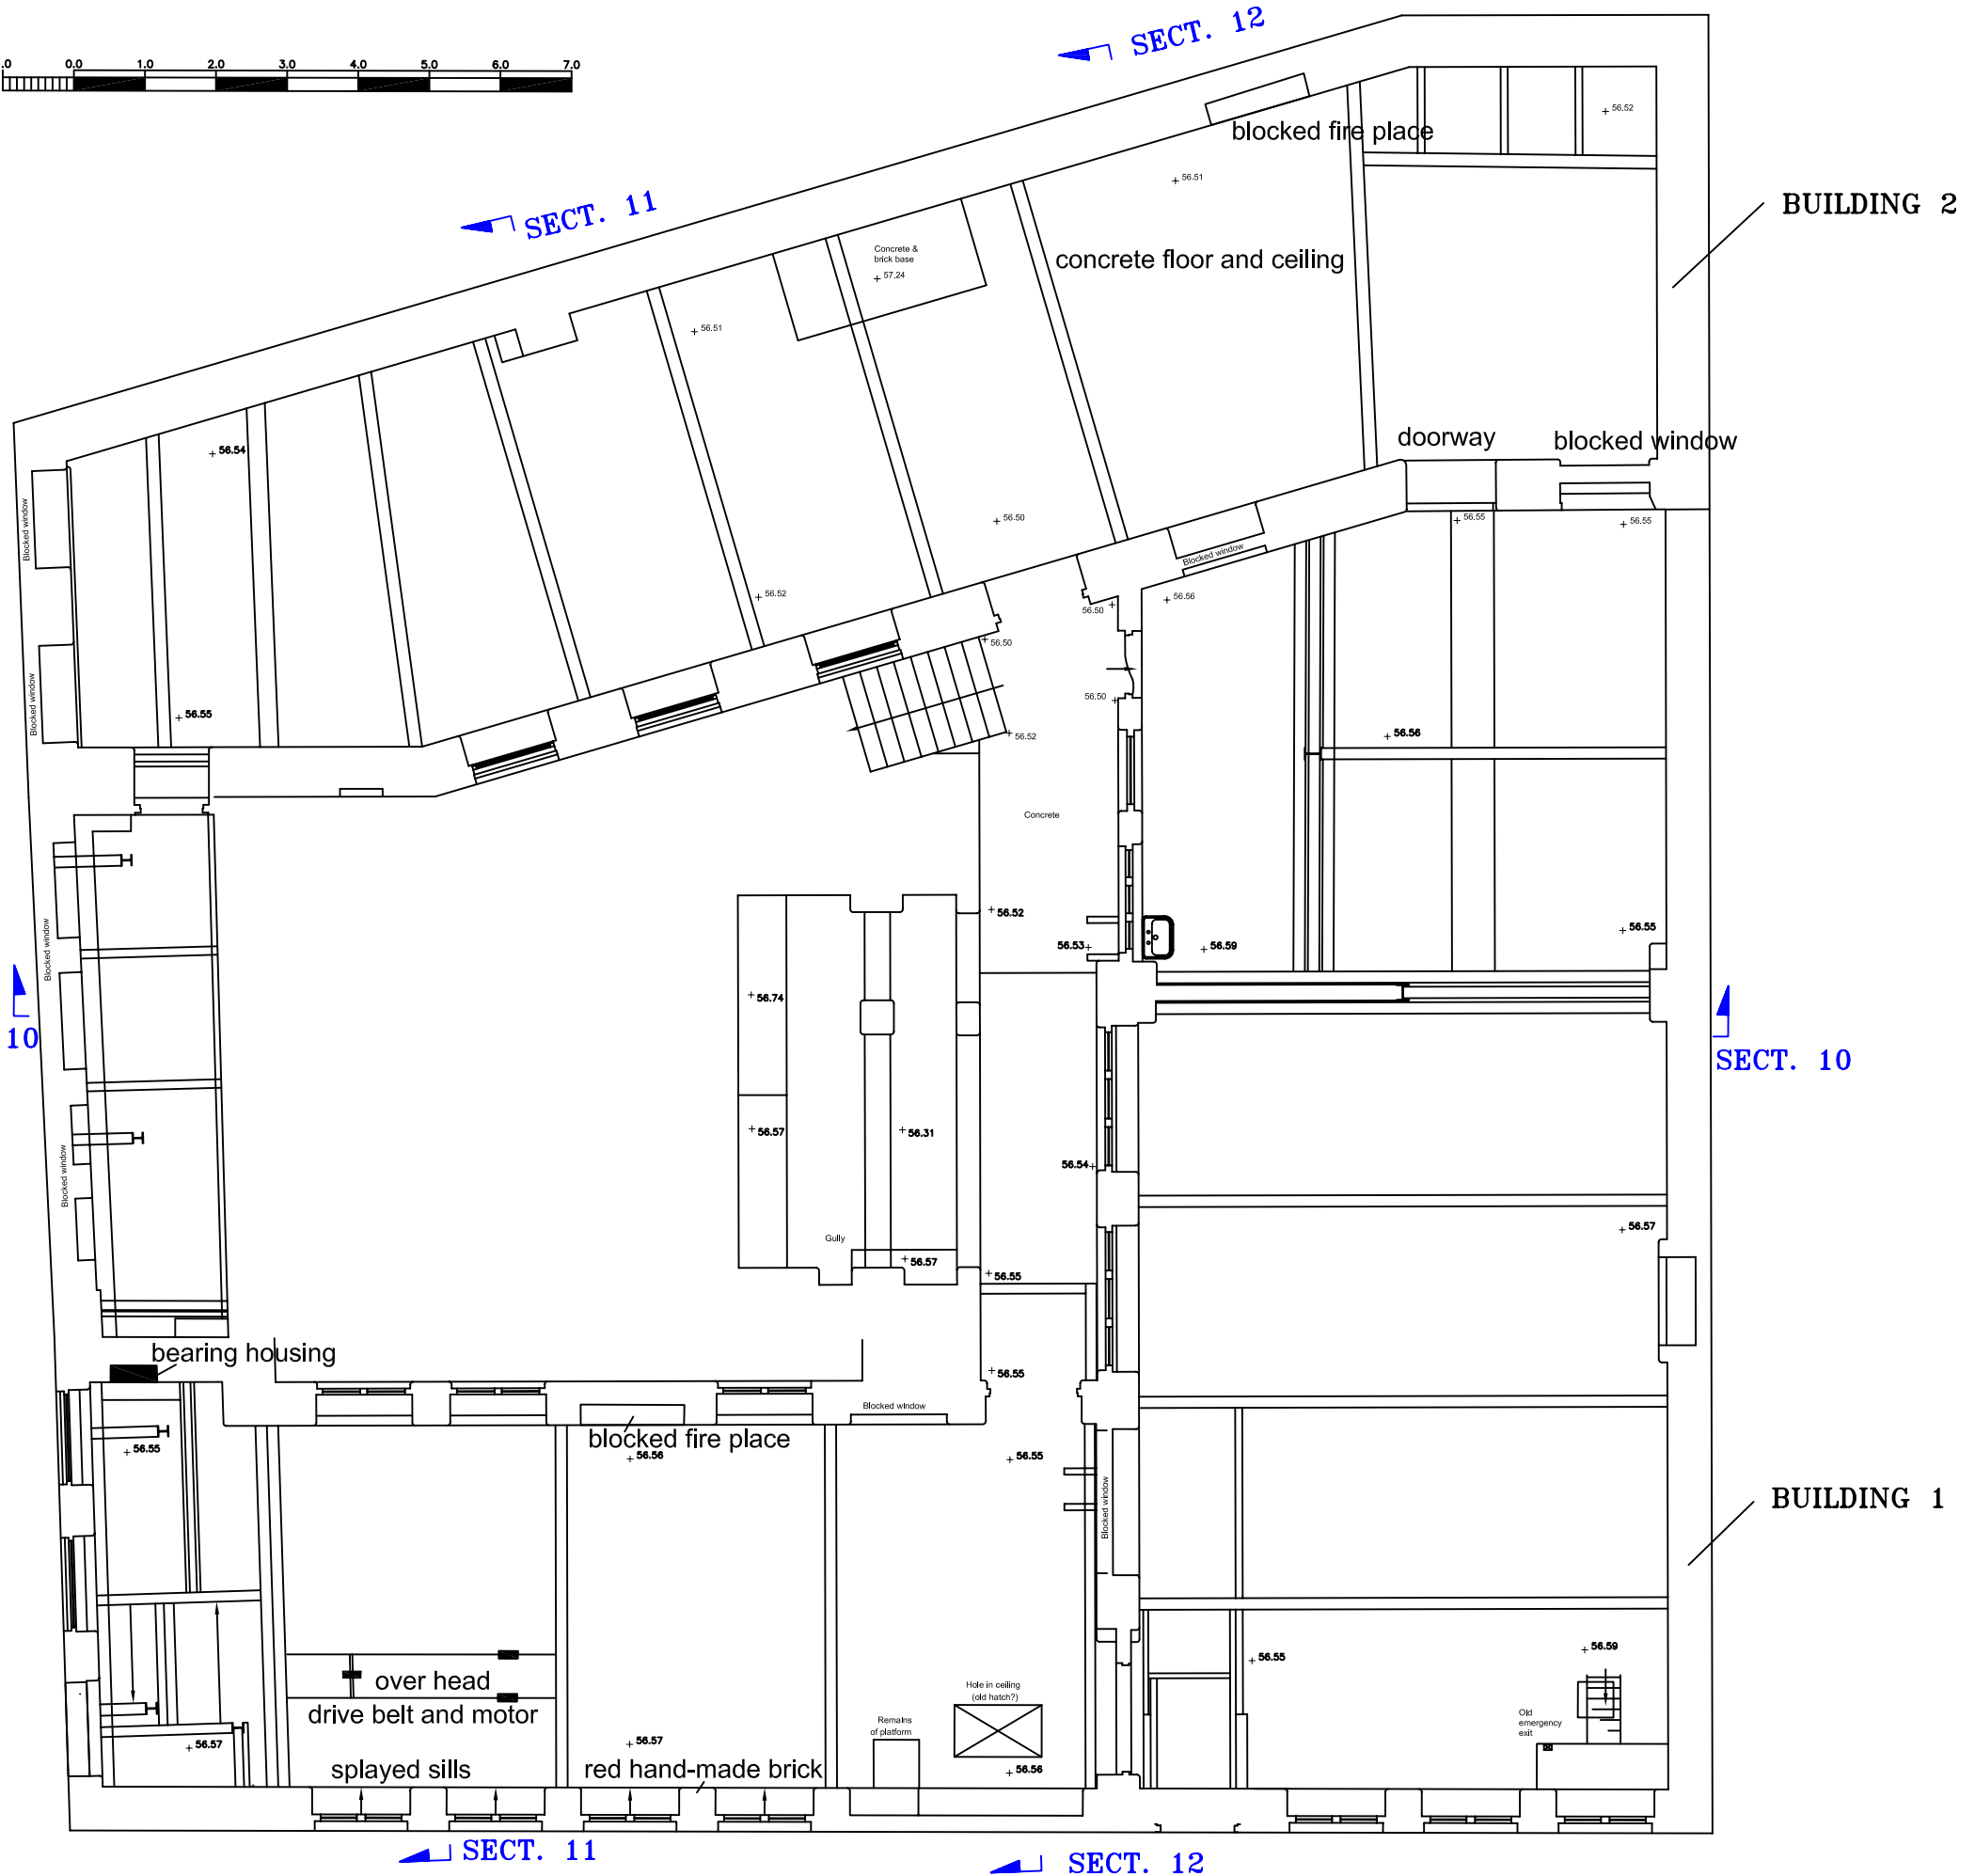 SECT. 12
.0 0.0 1.0 2.0 3.0 4.0 5.0 6.0 7.0
56.52
blocked fire place
56.51
BUILDING 2
SECT. 11
Concrete &
brick base
57.24
concrete floor and ceiling
56.51
doorway
blocked window
56.54
Blocked window
56.50
56.55
56.55
Blocked window
56.52
56.50
56.56
56.50
Blocked window
56.50
56.55
56.52
56.56
Concrete
56.52
56.53
56.59
56.55
Blocked window
56.74
10
SECT. 10
56.57
56.31
56.54
Blocked window
56.57
Gully
56.57
56.55
bearing housing
56.55
Blocked window
blocked fire place
56.55
56.56
56.55
Blocked window
BUILDING 1
56.55
56.59
over head
drive belt and motor
Hole in ceiling
(old hatch?)
Remains
of platform
Old
emergency
exit
56.57
56.57
splayed sills
red hand-made brick
56.56
SECT. 11
SECT. 12